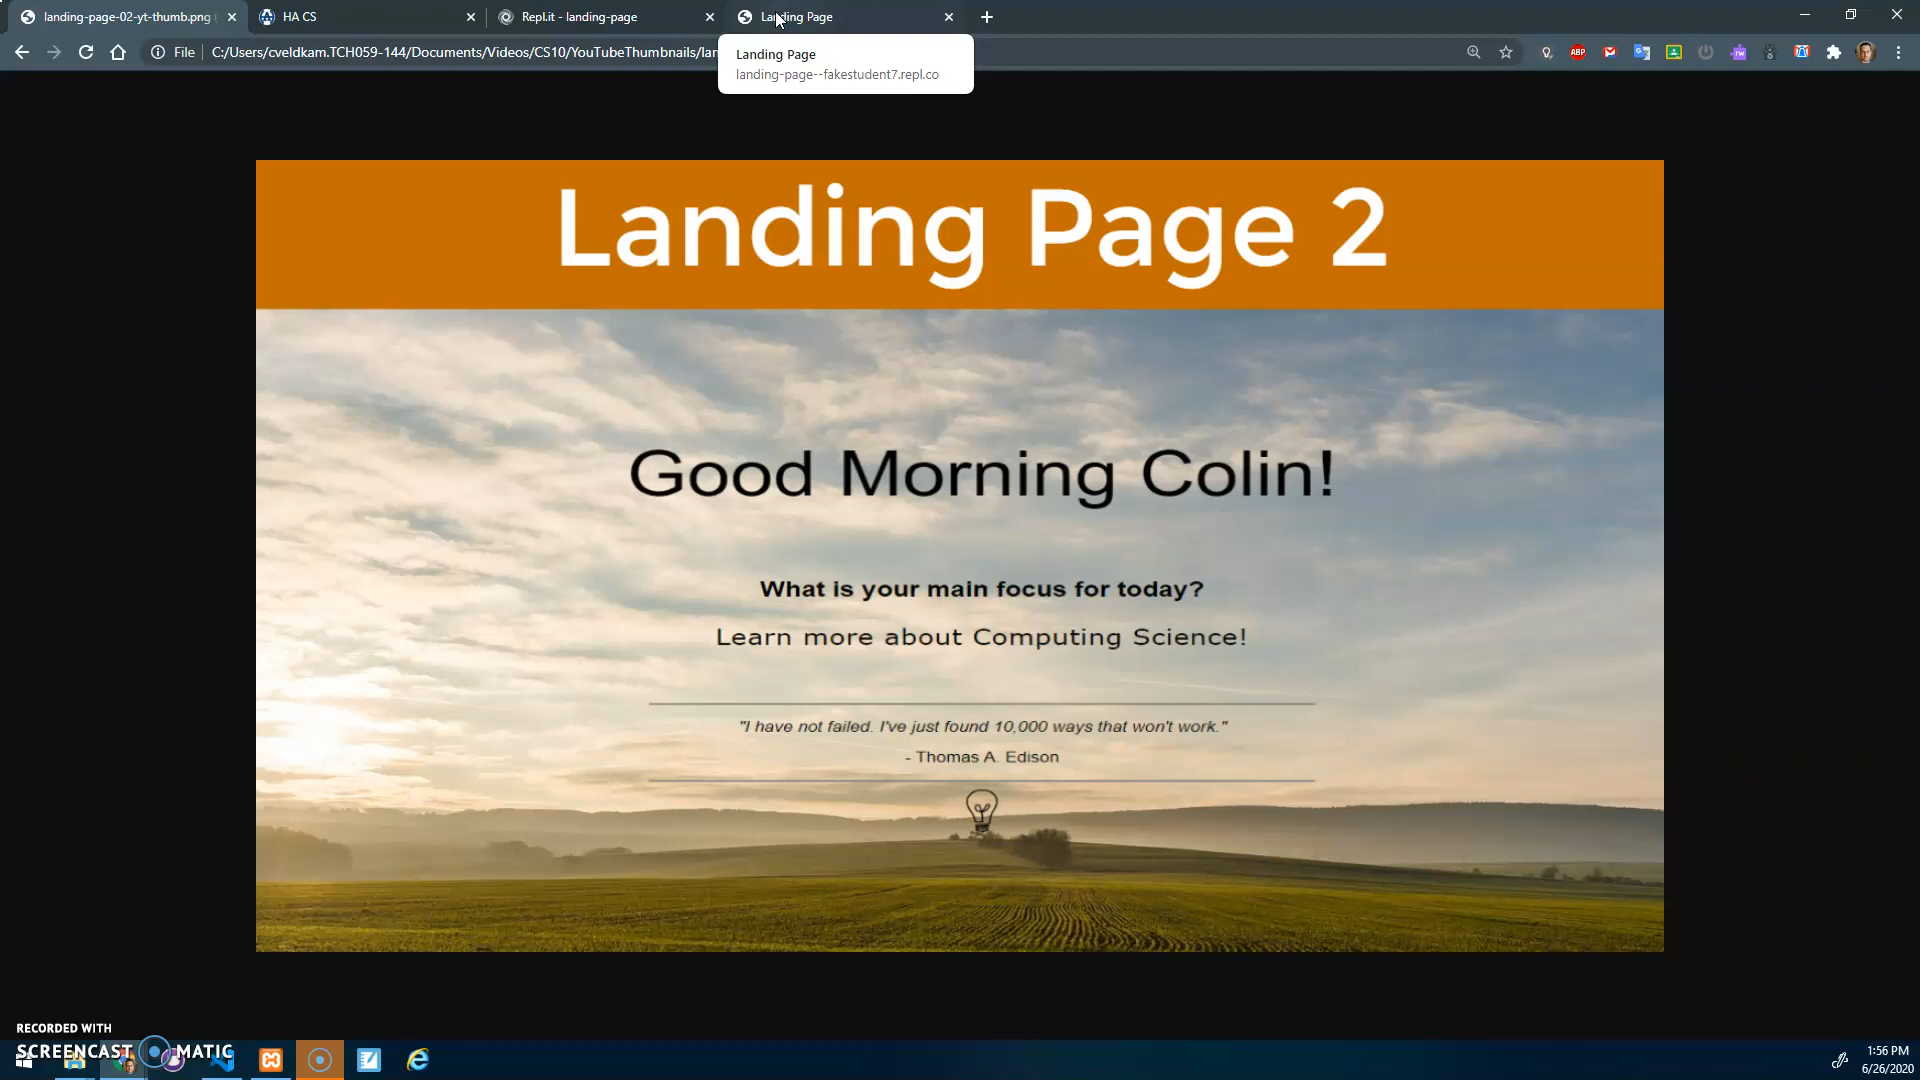 landing-page-02-yt-thumb.png (
HA CS
Repl.it - landing-page
Landing Page
File
C:/Users/cveldkam.TCH059-144/Documents/Videos/CS10/YouTubeThumbnails/lan
ABP
rw
Landing Page
landing-page--fakestudent7.repl.co
Landing Page 2
Good Morning Colin!
What is your main focus for today?
Learn more about Computing Science!
"I have not failed. I've just found 10,000 ways that won't work."
- Thomas A. Edison
RECORDED WITH
SCREENCAST MATIC
1:56 PM
6/26/2020